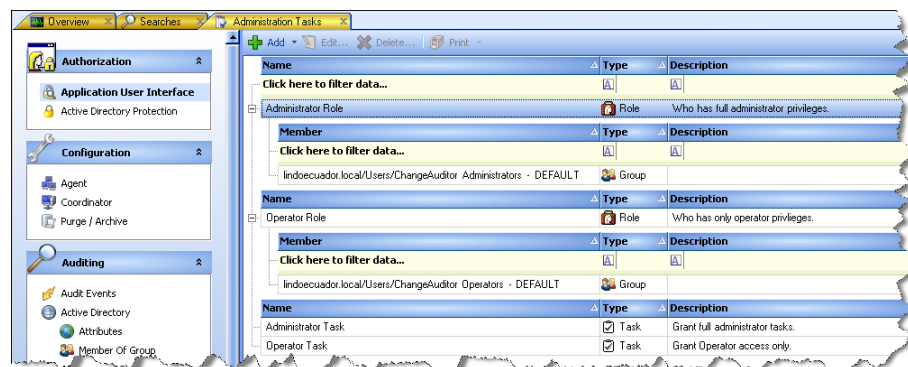 Overview Searches Administration Tasks
Add Edit... Delete... Print
Authorization
Application User Interface
Active Directory Protection
Configuration
Agent
Coordinator
Purge / Archive
Auditing
Audit Events
Active Directory
Attributes
Member Of Group
Name Type Description
Click here to filter data... A A
Administrator Role Role Who has full administrator privileges.
Member Type Description
Click here to filter data... A A
lindoecuador.local/Users/ChangeAuditor Administrators - DEFAULT Group
Name Type Description
Operator Role Role Who has only operator privlieges.
Member Type Description
Click here to filter data... A A
lindoecuador.local/Users/ChangeAuditor Operators - DEFAULT Group
Name Type Description
Administrator Task Task Grant full administrator tasks.
Operator Task Task Grant Operator access only.